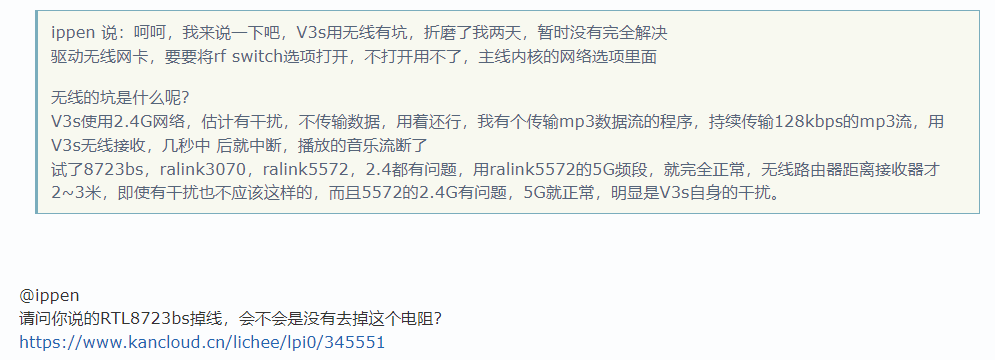 ippen 说：呵呵，我来说一下吧，V3s用无线有坑，折磨了我两天，暂时没有完全解决
驱动无线网卡，要要将rf switch选项打开，不打开用不了，主线内核的网络选项里面
无线的坑是什么呢？
V3s使用2.4G网络，估计有干扰，不传输数据，用着还行，我有个传输mp3数据流的程序，持续传输128kbps的mp3流，用
V3s无线接收，几秒中 后就中断，播放的音乐流断了
试了8723bs，ralink3070，ralink5572，2.4都有问题，用ralink5572的5G频段，就完全正常，无线路由器距离接收器才
2~3米，即使有干扰也不应该这样的，而且5572的2.4G有问题，5G就正常，明显是V3s自身的干扰。
@ippen
请问你说的RTL8723bs掉线，会不会是没有去掉这个电阻？
https://www.kancloud.cn/lichee/lpi0/345551